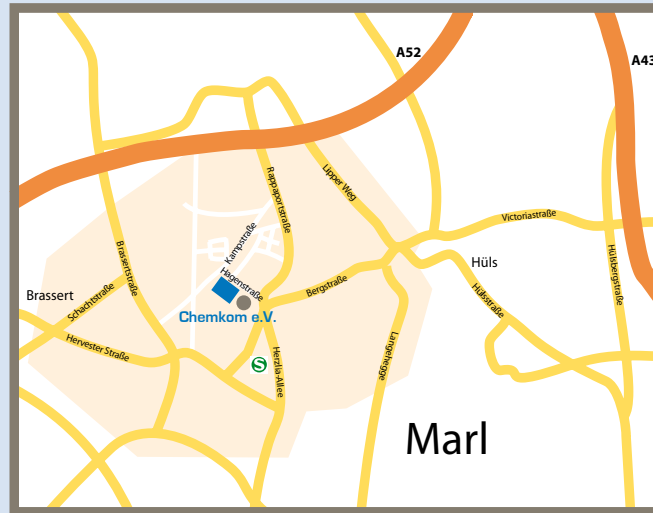 A52
A43
Rappaportstraße
Lipper Weg
Victoriastraße
Kampstraße
Brassertstraße
Hülsbergstraße
Hüls
Hagenstraße
Bergstraße
Brassert
Schachtstraße
Hülsstraße
Chemkom e.V.
Hervester Straße
Langehegge
S
Herzlia-Allee
Marl